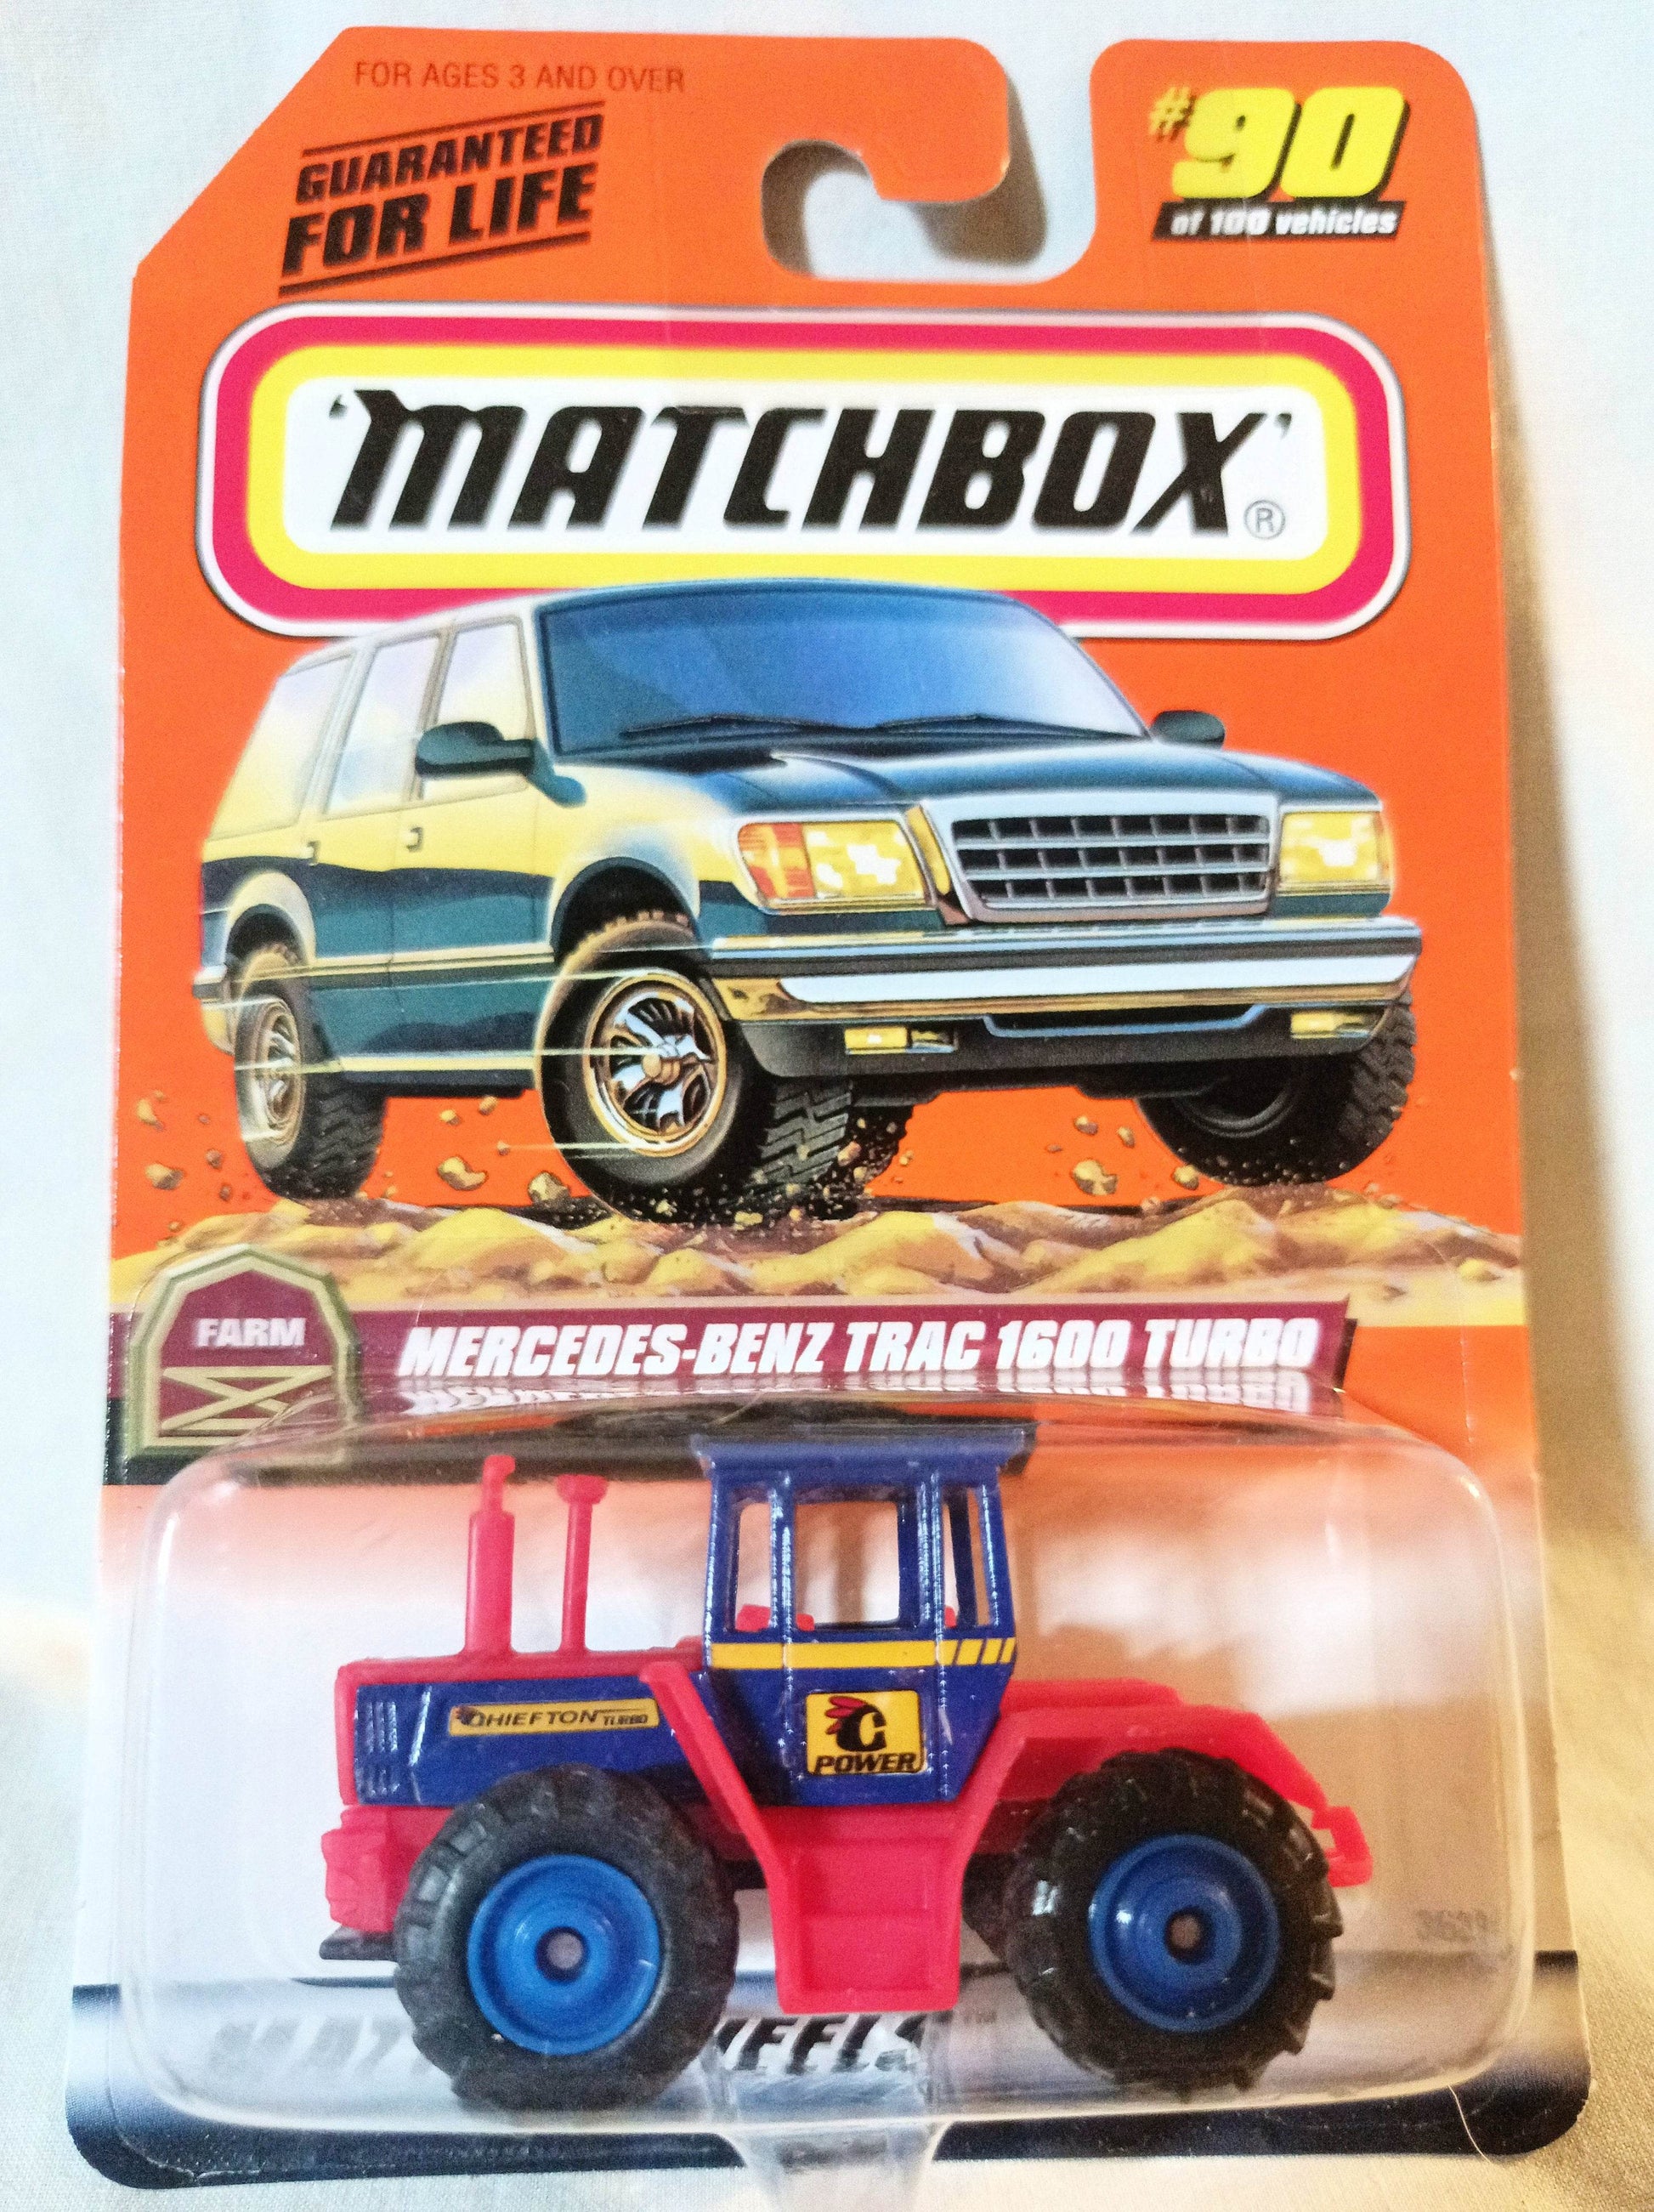 FOR AGES 3 AND OVER
GUARANTEED
FOR LIFE
#90
of 100 vehicles
'MATCHBOX'®
FARM
MERCEDES-BENZ TRAC 1600 TURBO
CHIEFTON TURBO
C
POWER